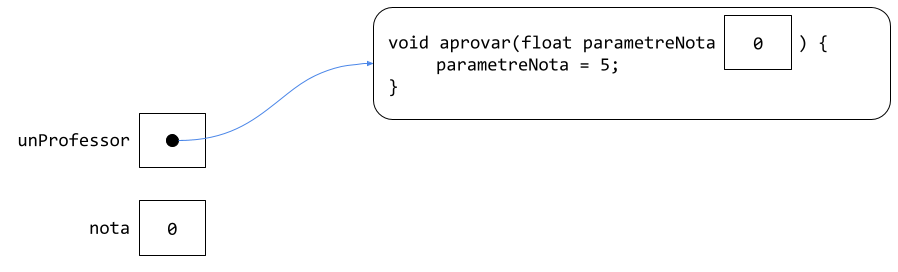 void aprovar(float parametreNota 0 ) {
parametreNota = 5;
}
unProfessor
nota 0